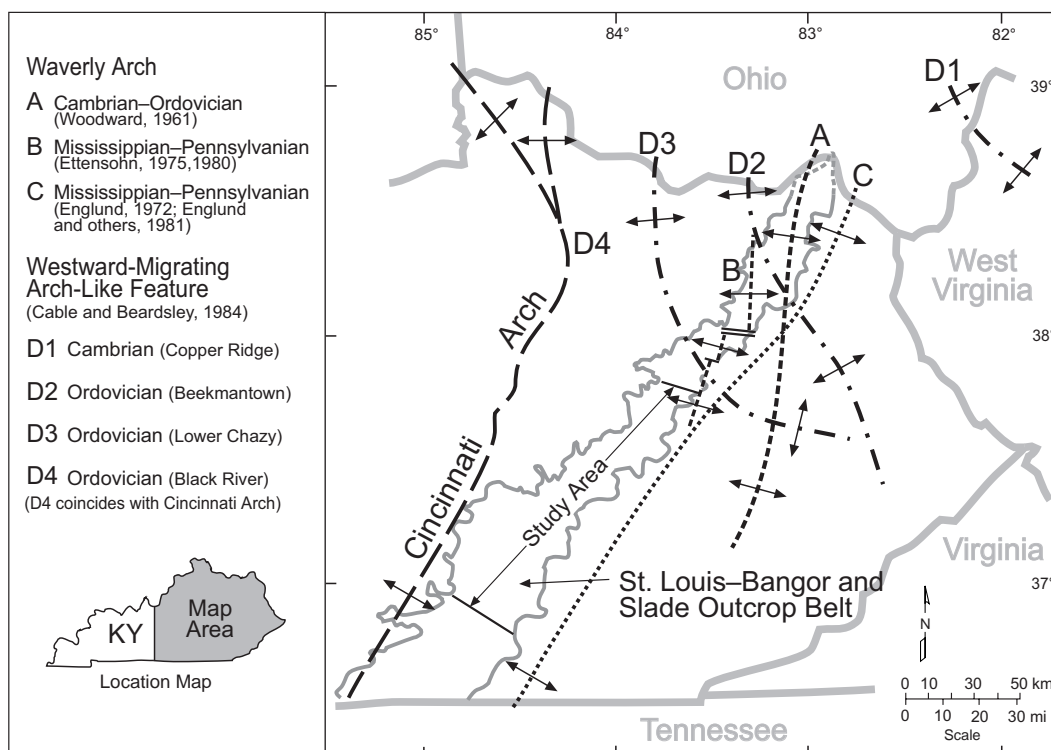 Waverly Arch
A Cambrian–Ordovician
(Woodward, 1961)
B Mississippian–Pennsylvanian
(Ettensohn, 1975,1980)
C Mississippian–Pennsylvanian
(Englund, 1972; Englund
and others, 1981)
Westward-Migrating
Arch-Like Feature
(Cable and Beardsley, 1984)
D1 Cambrian (Copper Ridge)
D2 Ordovician (Beekmantown)
D3 Ordovician (Lower Chazy)
D4 Ordovician (Black River)
(D4 coincides with Cincinnati Arch)
KY
Map
Area
Location Map
85°
84°
83°
82°
39°
38°
37°
Ohio
D1
A
D3
D2
C
D4
B
West
Virginia
Cincinnati Arch
Study Area
Virginia
St. Louis–Bangor and
Slade Outcrop Belt
Tennessee
N
0 10 30 50 km
0 10 20 30 mi
Scale